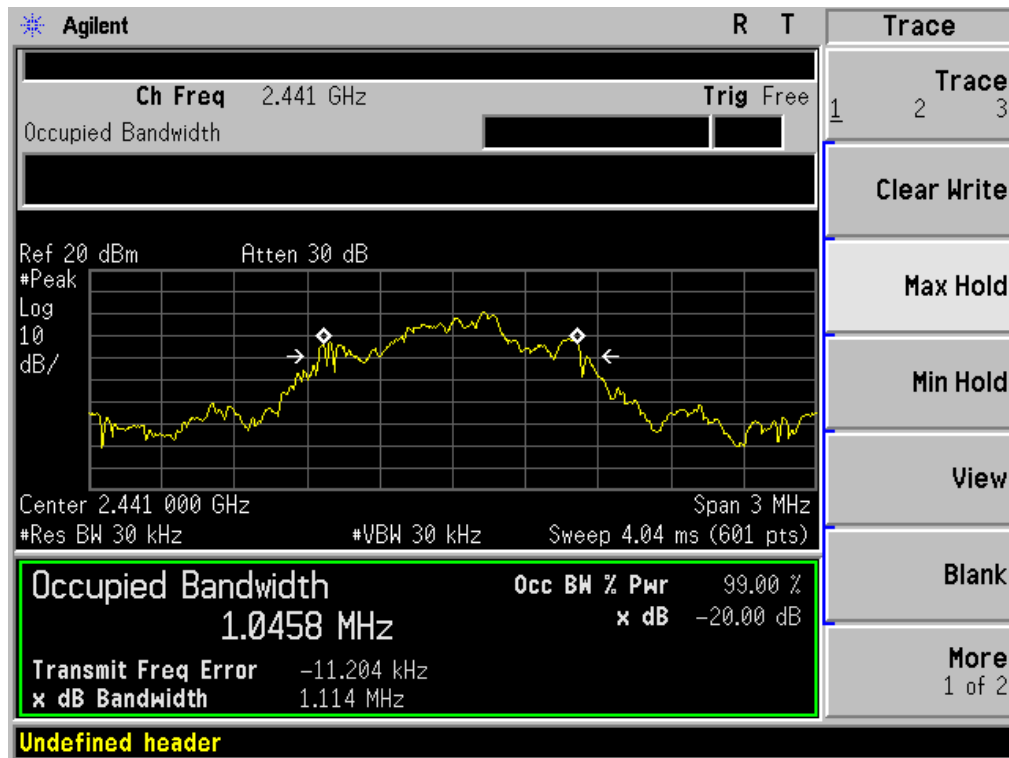 Agilent R T Trace
Ch Freq 2.441 GHz Trig Free
Occupied Bandwidth
Trace
1 2 3
Clear Write
Max Hold
Min Hold
View
Blank
More
1 of 2
Ref 20 dBm Atten 30 dB
#Peak
Log
10
dB/
Center 2.441 000 GHz Span 3 MHz
#Res BW 30 kHz #VBW 30 kHz Sweep 4.04 ms (601 pts)
Occupied Bandwidth Occ BW % Pwr 99.00 %
1.0458 MHz x dB -20.00 dB
Transmit Freq Error -11.204 kHz
x dB Bandwidth 1.114 MHz
Undefined header